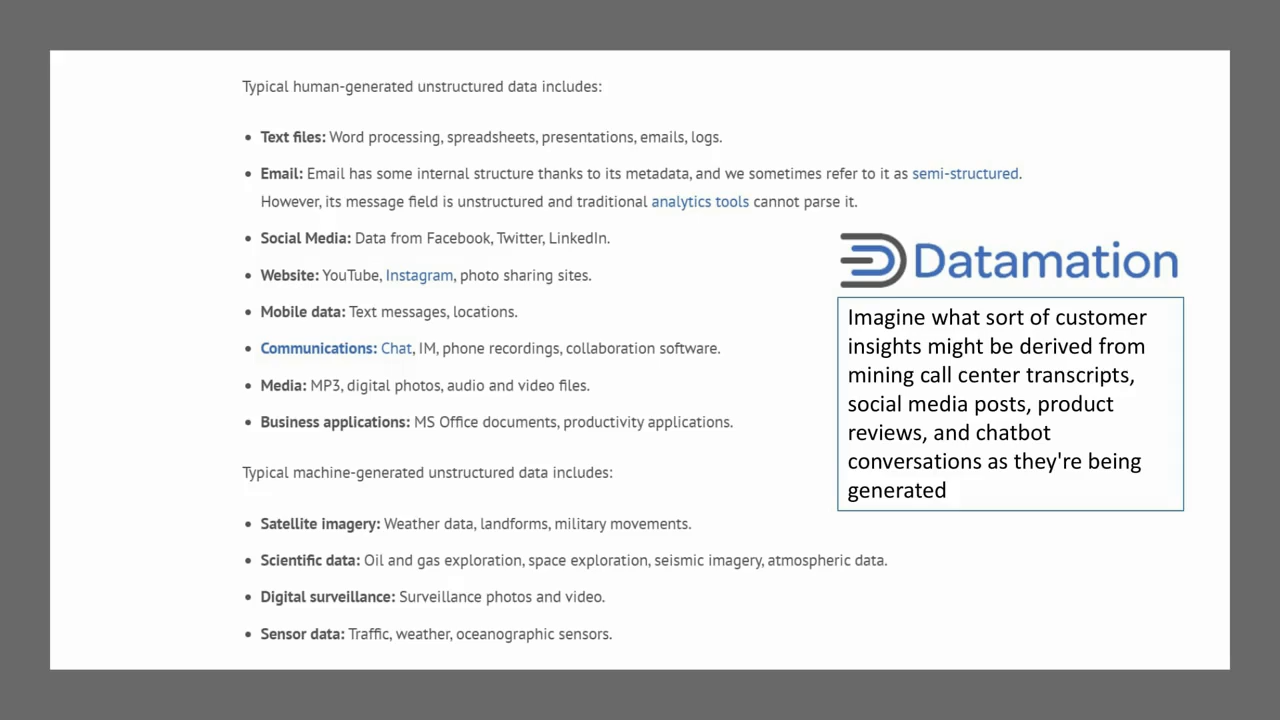 Typical human-generated unstructured data includes:
• Text files: Word processing, spreadsheets, presentations, emails, logs.
• Email: Email has some internal structure thanks to its metadata, and we sometimes refer to it as semi-structured.
However, its message field is unstructured and traditional analytics tools cannot parse it.
• Social Media: Data from Facebook, Twitter, LinkedIn.
• Website: YouTube, Instagram, photo sharing sites.
• Mobile data: Text messages, locations.
• Communications: Chat, IM, phone recordings, collaboration software.
• Media: MP3, digital photos, audio and video files.
• Business applications: MS Office documents, productivity applications.
Typical machine-generated unstructured data includes:
• Satellite imagery: Weather data, landforms, military movements.
• Scientific data: Oil and gas exploration, space exploration, seismic imagery, atmospheric data.
• Digital surveillance: Surveillance photos and video.
• Sensor data: Traffic, weather, oceanographic sensors.
Datamation
Imagine what sort of customer
insights might be derived from
mining call center transcripts,
social media posts, product
reviews, and chatbot
conversations as they're being
generated